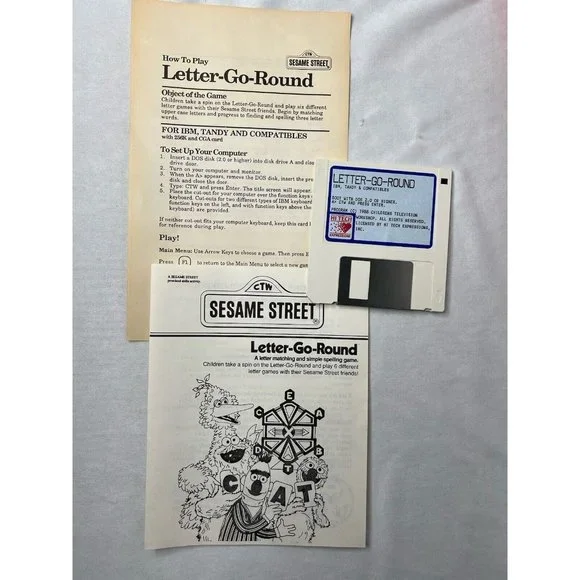 CTW
SESAME STREET
How To Play
Letter-Go-Round
Object of the Game
Children take a spin on the Letter-Go-Round and play six different
letter games with their Sesame Street friends. Begin by matching
upper case letters and progress to finding and spelling three letter
words.
FOR IBM, TANDY AND COMPATIBLES
with 256K and CGA card
To Set Up Your Computer
1. Insert a DOS disk (2.0 or higher) into disk drive A and close
drive door.
2. Turn on your computer and monitor.
3. When the A> appears, remove the DOS disk, insert the
disk and close the door.
4. Type: CTW and press Enter. The title screen will appear.
5. Place the cut-out for your computer over the function keys
keyboard. Cut-outs for two different types of IBM keyboard
function keys on the left, and with function keys above the
keyboard) are provided.
If neither cut-out fits your computer keyboard, keep this card
for reference during play.
Play!
Main Menu: Use Arrow Keys to choose a game. Then press
Press F1 to return to the Main Menu to select a new
LETTER-GO-ROUND
IBM, TANDY & COMPATIBLES
BOOT WITH DOS 2.0 OR HIGHER.
TYPE CTW AND PRESS ENTER.
PROGRAM (C) 1988 CHILDRENS TELEVISION
WORKSHOP. ALL RIGHTS RESERVED.
LICENSED BY HI TECH EXPRESSIONS,
INC.
HI TECH
A SESAME STREET
preschool skills activity.
CTW
SESAME STREET
Letter-Go-Round
A letter matching and simple spelling game.
Children take a spin on the Letter-Go-Round and play 6 different
letter games with their Sesame Street friends!
E
C A
D B
T
C A T